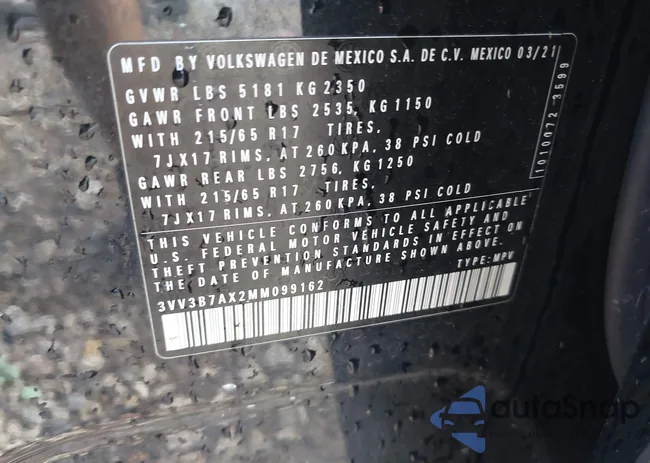 MFD BY VOLKSWAGEN DE MEXICO S.A. DE C.V. MEXICO 03/21
GVWR LBS 5181 KG 2350
GAWR FRONT LBS 2535, KG 1150
WITH 215/65 R17 TIRES,
7JX17 RIMS, AT 260 KPA, 38 PSI COLD
GAWR REAR LBS 2756, KG 1250
WITH 215/65 R17 TIRES,
7JX17 RIMS, AT 260 KPA, 38 PSI COLD
1010072 3599
THIS VEHICLE CONFORMS TO ALL APPLICABLE
U.S. FEDERAL MOTOR VEHICLE SAFETY AND
THEFT PREVENTION STANDARDS IN EFFECT ON
THE DATE OF MANUFACTURE SHOWN ABOVE.
3VV3B7AX2MM099162 TYPE: MPV
autoSnap